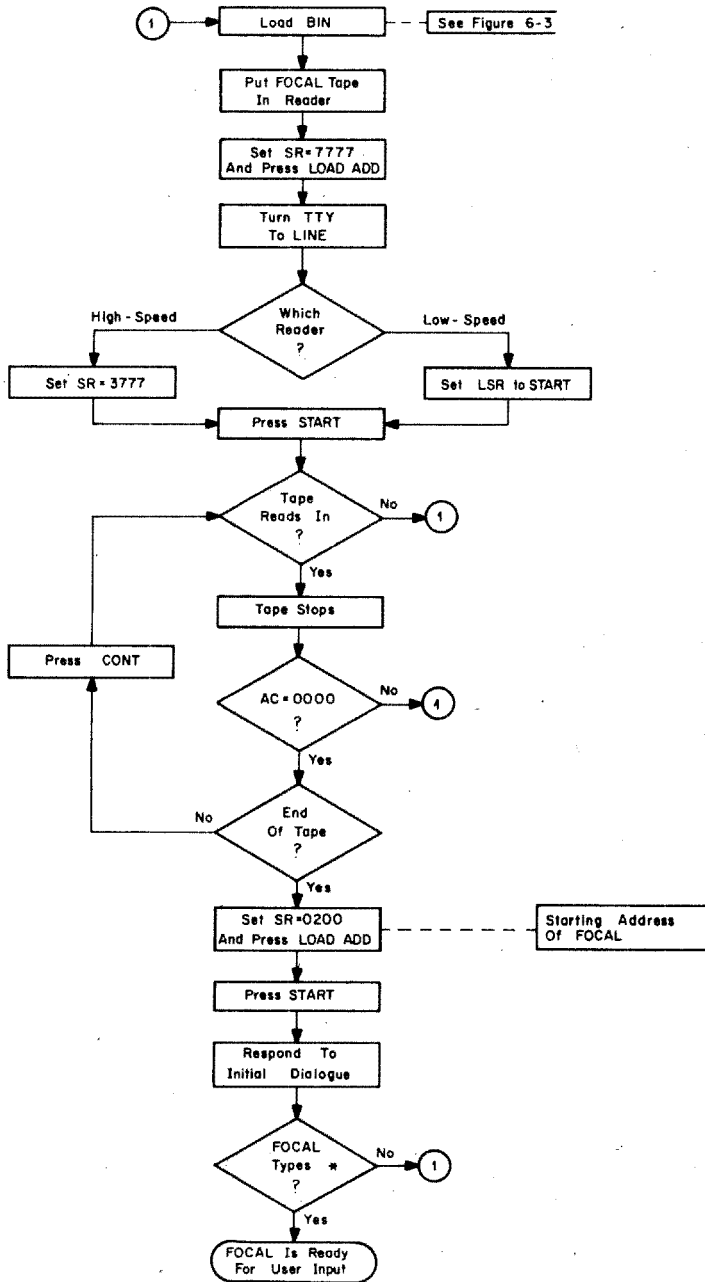 1
Load BIN
See Figure 6-3
Put FOCAL Tape
In Reader
Set SR=7777
And Press LOAD ADD
Turn TTY
To LINE
Which
Reader
?
High-Speed
Low-Speed
Set SR=3777
Set LSR to START
Press START
Tape
Reads In
?
No
1
Yes
Tape Stops
Press CONT
AC=0000
?
No
1
Yes
End
Of Tape
?
No
Yes
Set SR=0200
And Press LOAD ADD
Starting Address
Of FOCAL
Press START
Respond To
Initial Dialogue
FOCAL
Types *
?
No
1
Yes
FOCAL Is Ready
For User Input